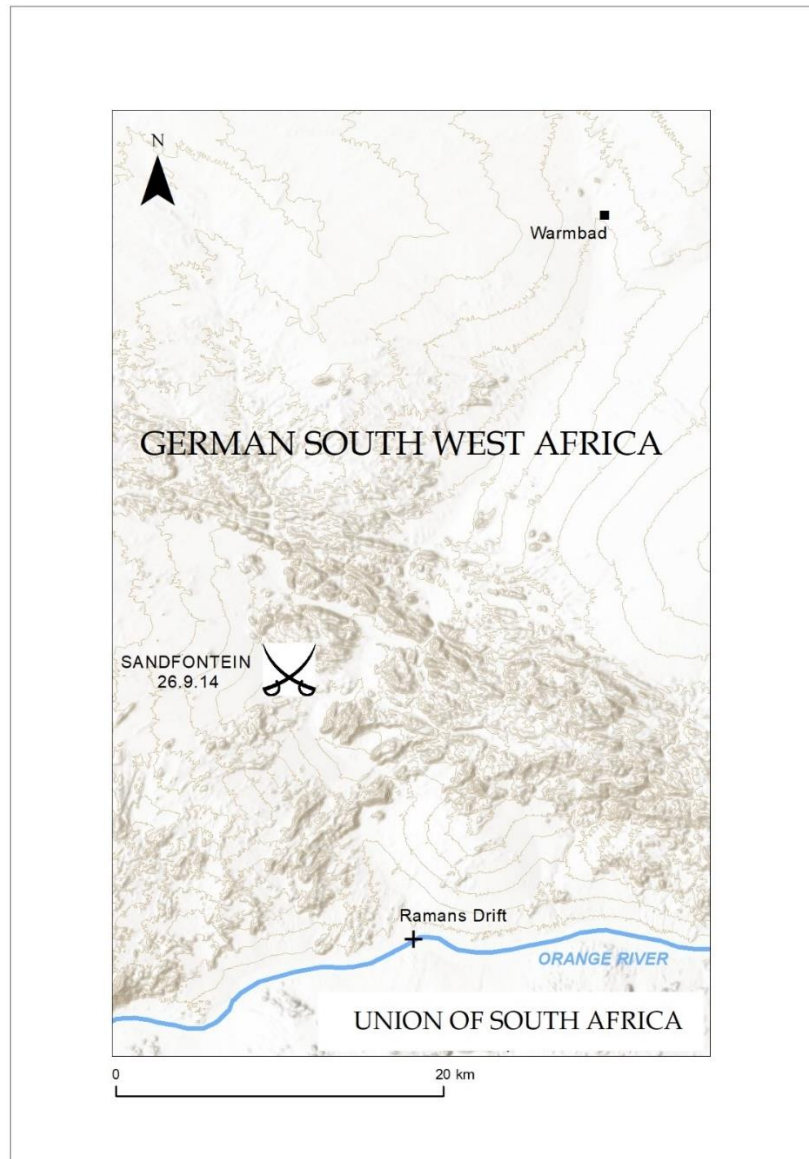 N
Warmbad
GERMAN SOUTH WEST AFRICA
SANDFONTEIN
26.9.14
Ramans Drift
ORANGE RIVER
UNION OF SOUTH AFRICA
0 20 km